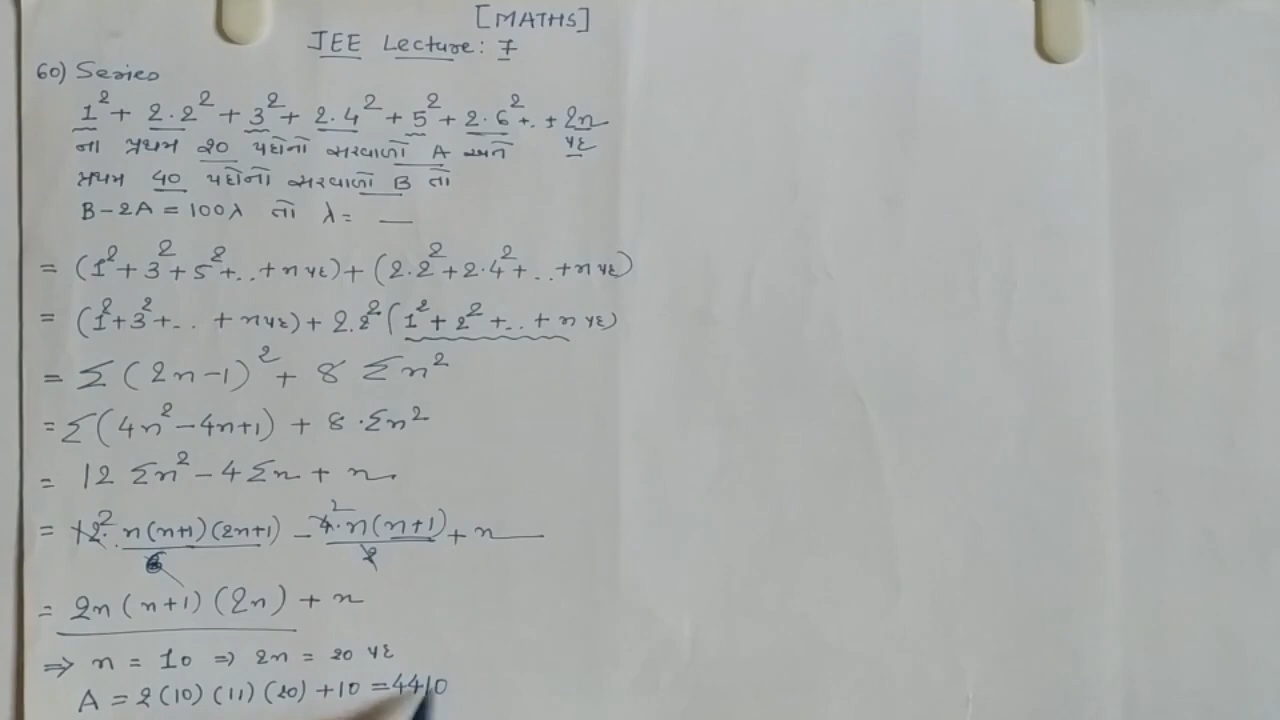 [MATHS]
JEE Lecture: 7
60) Series
1² + 2·2² + 3² + 2·4² + 5² + 2·6² + .. + 2n
ના પ્રથમ 20 પદોનો સરવાળો A અને પદ
પ્રથમ 40 પદોનો સરવાળો B તો
B - 2A = 100λ તો λ = __
= (1² + 3² + 5² + .. + n પદ) + (2·2² + 2·4² + .. + n પદ)
= (1² + 3² + .. + n પદ) + 2·2² (1² + 2² + .. + n પદ)
= Σ (2n-1)² + 8 Σn²
= Σ(4n² - 4n + 1) + 8·Σn²
= 12 Σn² - 4 Σn + n
= 12² · n(n+1)(2n+1)/6 - 4²·n(n+1)/2 + n
= 2n(n+1)(2n) + n
⇒ n = 10 ⇒ 2n = 20 પદ
A = 2(10)(11)(20) + 10 = 4410